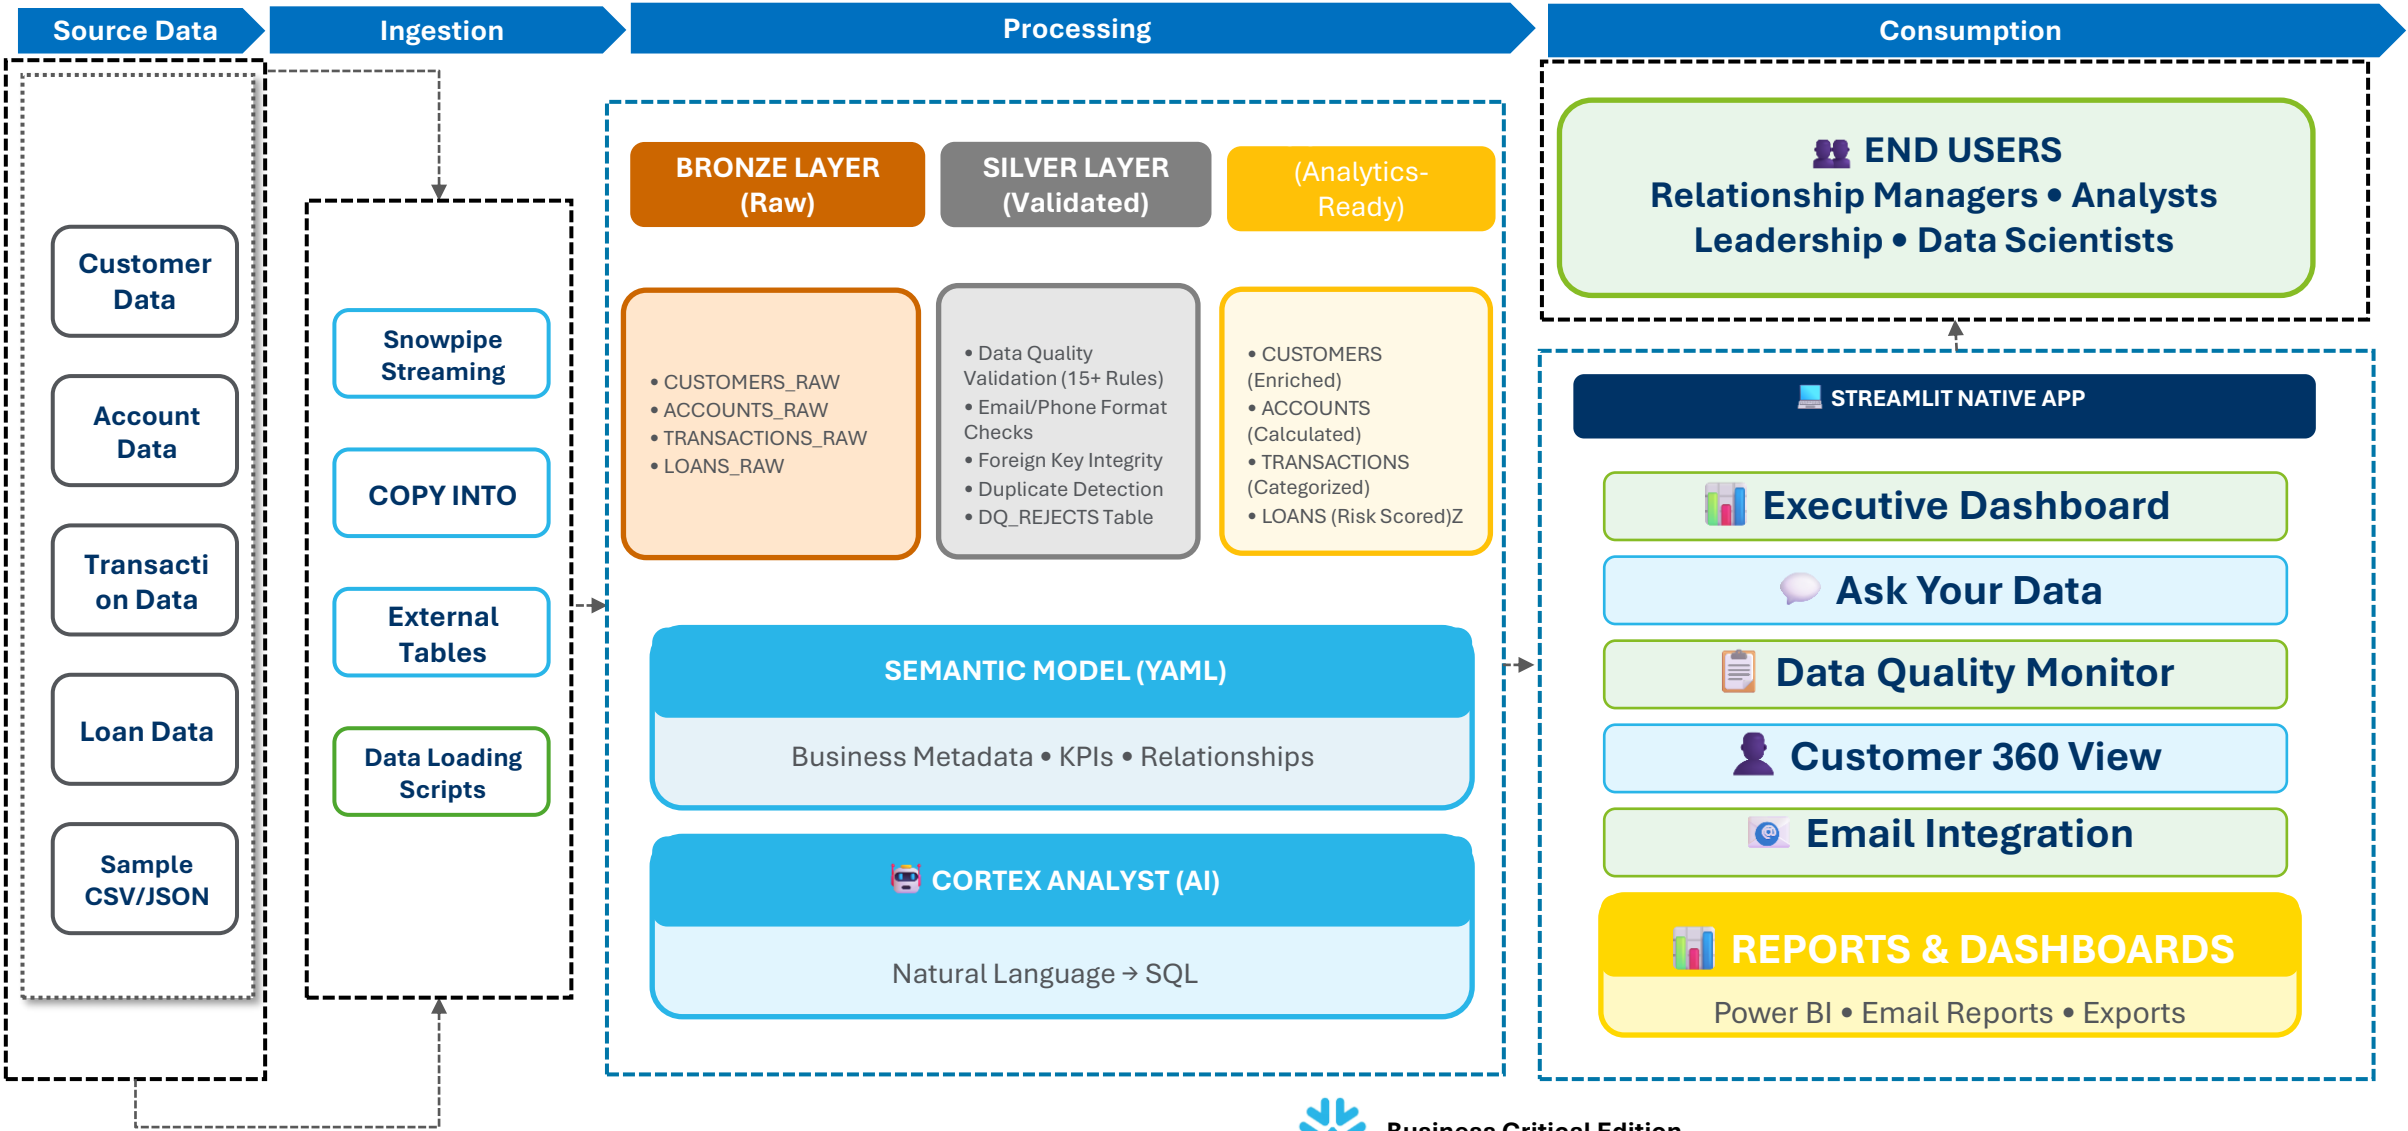 Source Data
Ingestion
Processing
Consumption
Customer
Data
Account
Data
Transacti
on Data
Loan Data
Sample
CSV/JSON
Snowpipe
Streaming
COPY INTO
External
Tables
Data Loading
Scripts
BRONZE LAYER
(Raw)
• CUSTOMERS_RAW
• ACCOUNTS_RAW
• TRANSACTIONS_RAW
• LOANS_RAW
SILVER LAYER
(Validated)
• Data Quality
Validation (15+ Rules)
• Email/Phone Format
Checks
• Foreign Key Integrity
• Duplicate Detection
• DQ_REJECTS Table
(Analytics-
Ready)
• CUSTOMERS
(Enriched)
• ACCOUNTS
(Calculated)
• TRANSACTIONS
(Categorized)
• LOANS (Risk Scored)Z
SEMANTIC MODEL (YAML)
Business Metadata • KPIs • Relationships
CORTEX ANALYST (AI)
Natural Language → SQL
END USERS
Relationship Managers • Analysts
Leadership • Data Scientists
STREAMLIT NATIVE APP
Executive Dashboard
Ask Your Data
Data Quality Monitor
Customer 360 View
@ Email Integration
REPORTS & DASHBOARDS
Power BI • Email Reports • Exports
Business Critical Edition